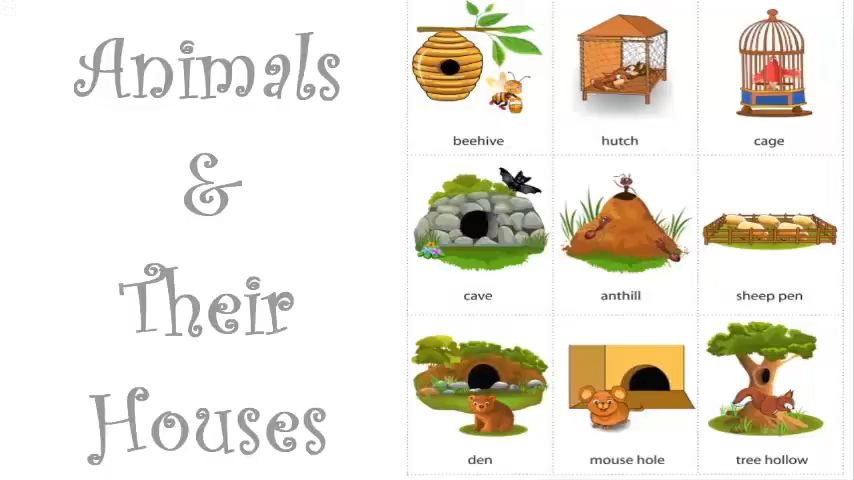 Animals
&
Their
Houses
beehive
hutch
cage
cave
anthill
sheep pen
den
mouse hole
tree hollow